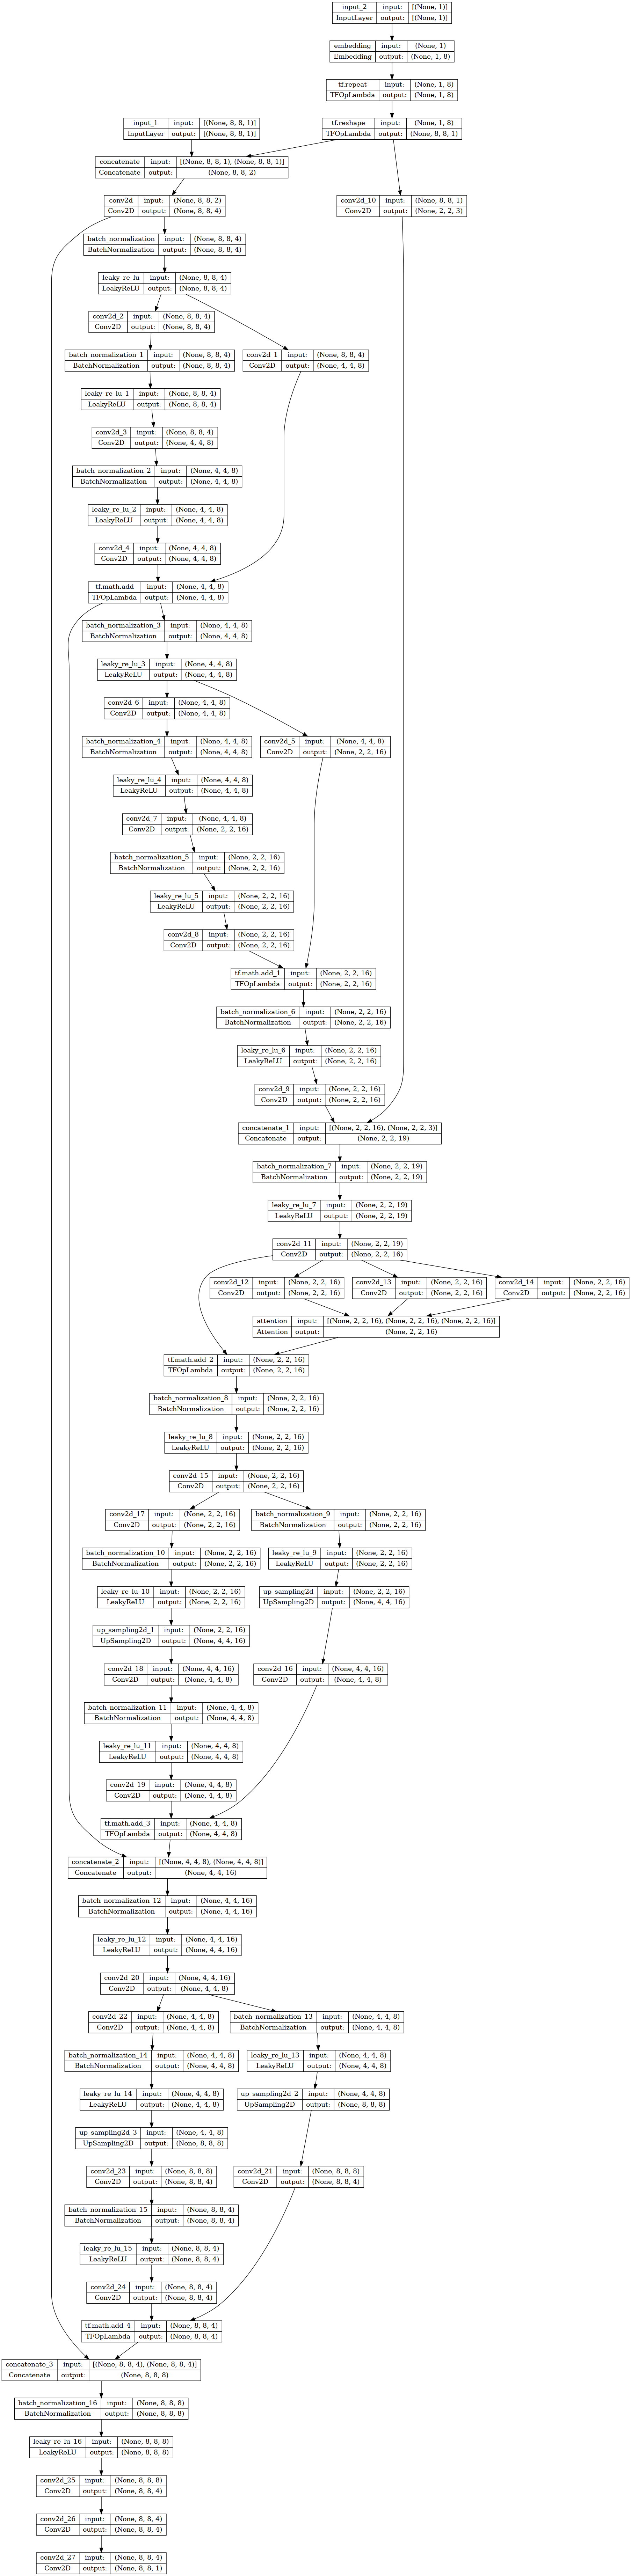 input_2 input: [(None, 1)]
InputLayer output: [(None, 1)]
embedding input: (None, 1)
Embedding output: (None, 1, 8)
tf.repeat input: (None, 1, 8)
TFOpLambda output: (None, 1, 8)
input_1 input: [(None, 8, 8, 1)]
InputLayer output: [(None, 8, 8, 1)]
tf.reshape input: (None, 1, 8)
TFOpLambda output: (None, 8, 8, 1)
concatenate input: [(None, 8, 8, 1), (None, 8, 8, 1)]
Concatenate output: (None, 8, 8, 2)
conv2d input: (None, 8, 8, 2)
Conv2D output: (None, 8, 8, 4)
conv2d_10 input: (None, 8, 8, 1)
Conv2D output: (None, 2, 2, 3)
batch_normalization input: (None, 8, 8, 4)
BatchNormalization output: (None, 8, 8, 4)
leaky_re_lu input: (None, 8, 8, 4)
LeakyReLU output: (None, 8, 8, 4)
conv2d_2 input: (None, 8, 8, 4)
Conv2D output: (None, 8, 8, 4)
batch_normalization_1 input: (None, 8, 8, 4)
BatchNormalization output: (None, 8, 8, 4)
conv2d_1 input: (None, 8, 8, 4)
Conv2D output: (None, 4, 4, 8)
leaky_re_lu_1 input: (None, 8, 8, 4)
LeakyReLU output: (None, 8, 8, 4)
conv2d_3 input: (None, 8, 8, 4)
Conv2D output: (None, 4, 4, 8)
batch_normalization_2 input: (None, 4, 4, 8)
BatchNormalization output: (None, 4, 4, 8)
leaky_re_lu_2 input: (None, 4, 4, 8)
LeakyReLU output: (None, 4, 4, 8)
conv2d_4 input: (None, 4, 4, 8)
Conv2D output: (None, 4, 4, 8)
tf.math.add input: (None, 4, 4, 8)
TFOpLambda output: (None, 4, 4, 8)
batch_normalization_3 input: (None, 4, 4, 8)
BatchNormalization output: (None, 4, 4, 8)
leaky_re_lu_3 input: (None, 4, 4, 8)
LeakyReLU output: (None, 4, 4, 8)
conv2d_6 input: (None, 4, 4, 8)
Conv2D output: (None, 4, 4, 8)
batch_normalization_4 input: (None, 4, 4, 8)
BatchNormalization output: (None, 4, 4, 8)
conv2d_5 input: (None, 4, 4, 8)
Conv2D output: (None, 2, 2, 16)
leaky_re_lu_4 input: (None, 4, 4, 8)
LeakyReLU output: (None, 4, 4, 8)
conv2d_7 input: (None, 4, 4, 8)
Conv2D output: (None, 2, 2, 16)
batch_normalization_5 input: (None, 2, 2, 16)
BatchNormalization output: (None, 2, 2, 16)
leaky_re_lu_5 input: (None, 2, 2, 16)
LeakyReLU output: (None, 2, 2, 16)
conv2d_8 input: (None, 2, 2, 16)
Conv2D output: (None, 2, 2, 16)
tf.math.add_1 input: (None, 2, 2, 16)
TFOpLambda output: (None, 2, 2, 16)
batch_normalization_6 input: (None, 2, 2, 16)
BatchNormalization output: (None, 2, 2, 16)
leaky_re_lu_6 input: (None, 2, 2, 16)
LeakyReLU output: (None, 2, 2, 16)
conv2d_9 input: (None, 2, 2, 16)
Conv2D output: (None, 2, 2, 16)
concatenate_1 input: [(None, 2, 2, 16), (None, 2, 2, 3)]
Concatenate output: (None, 2, 2, 19)
batch_normalization_7 input: (None, 2, 2, 19)
BatchNormalization output: (None, 2, 2, 19)
leaky_re_lu_7 input: (None, 2, 2, 19)
LeakyReLU output: (None, 2, 2, 19)
conv2d_11 input: (None, 2, 2, 19)
Conv2D output: (None, 2, 2, 16)
conv2d_12 input: (None, 2, 2, 16)
Conv2D output: (None, 2, 2, 16)
conv2d_13 input: (None, 2, 2, 16)
Conv2D output: (None, 2, 2, 16)
conv2d_14 input: (None, 2, 2, 16)
Conv2D output: (None, 2, 2, 16)
attention input: [(None, 2, 2, 16), (None, 2, 2, 16), (None, 2, 2, 16)]
Attention output: (None, 2, 2, 16)
tf.math.add_2 input: (None, 2, 2, 16)
TFOpLambda output: (None, 2, 2, 16)
batch_normalization_8 input: (None, 2, 2, 16)
BatchNormalization output: (None, 2, 2, 16)
leaky_re_lu_8 input: (None, 2, 2, 16)
LeakyReLU output: (None, 2, 2, 16)
conv2d_15 input: (None, 2, 2, 16)
Conv2D output: (None, 2, 2, 16)
conv2d_17 input: (None, 2, 2, 16)
Conv2D output: (None, 2, 2, 16)
batch_normalization_9 input: (None, 2, 2, 16)
BatchNormalization output: (None, 2, 2, 16)
batch_normalization_10 input: (None, 2, 2, 16)
BatchNormalization output: (None, 2, 2, 16)
leaky_re_lu_9 input: (None, 2, 2, 16)
LeakyReLU output: (None, 2, 2, 16)
leaky_re_lu_10 input: (None, 2, 2, 16)
LeakyReLU output: (None, 2, 2, 16)
up_sampling2d input: (None, 2, 2, 16)
UpSampling2D output: (None, 4, 4, 16)
up_sampling2d_1 input: (None, 2, 2, 16)
UpSampling2D output: (None, 4, 4, 16)
conv2d_18 input: (None, 4, 4, 16)
Conv2D output: (None, 4, 4, 8)
conv2d_16 input: (None, 4, 4, 16)
Conv2D output: (None, 4, 4, 8)
batch_normalization_11 input: (None, 4, 4, 8)
BatchNormalization output: (None, 4, 4, 8)
leaky_re_lu_11 input: (None, 4, 4, 8)
LeakyReLU output: (None, 4, 4, 8)
conv2d_19 input: (None, 4, 4, 8)
Conv2D output: (None, 4, 4, 8)
tf.math.add_3 input: (None, 4, 4, 8)
TFOpLambda output: (None, 4, 4, 8)
concatenate_2 input: [(None, 4, 4, 8), (None, 4, 4, 8)]
Concatenate output: (None, 4, 4, 16)
batch_normalization_12 input: (None, 4, 4, 16)
BatchNormalization output: (None, 4, 4, 16)
leaky_re_lu_12 input: (None, 4, 4, 16)
LeakyReLU output: (None, 4, 4, 16)
conv2d_20 input: (None, 4, 4, 16)
Conv2D output: (None, 4, 4, 8)
conv2d_22 input: (None, 4, 4, 8)
Conv2D output: (None, 4, 4, 8)
batch_normalization_13 input: (None, 4, 4, 8)
BatchNormalization output: (None, 4, 4, 8)
batch_normalization_14 input: (None, 4, 4, 8)
BatchNormalization output: (None, 4, 4, 8)
leaky_re_lu_13 input: (None, 4, 4, 8)
LeakyReLU output: (None, 4, 4, 8)
leaky_re_lu_14 input: (None, 4, 4, 8)
LeakyReLU output: (None, 4, 4, 8)
up_sampling2d_2 input: (None, 4, 4, 8)
UpSampling2D output: (None, 8, 8, 8)
up_sampling2d_3 input: (None, 4, 4, 8)
UpSampling2D output: (None, 8, 8, 8)
conv2d_23 input: (None, 8, 8, 8)
Conv2D output: (None, 8, 8, 4)
conv2d_21 input: (None, 8, 8, 8)
Conv2D output: (None, 8, 8, 4)
batch_normalization_15 input: (None, 8, 8, 4)
BatchNormalization output: (None, 8, 8, 4)
leaky_re_lu_15 input: (None, 8, 8, 4)
LeakyReLU output: (None, 8, 8, 4)
conv2d_24 input: (None, 8, 8, 4)
Conv2D output: (None, 8, 8, 4)
tf.math.add_4 input: (None, 8, 8, 4)
TFOpLambda output: (None, 8, 8, 4)
concatenate_3 input: [(None, 8, 8, 4), (None, 8, 8, 4)]
Concatenate output: (None, 8, 8, 8)
batch_normalization_16 input: (None, 8, 8, 8)
BatchNormalization output: (None, 8, 8, 8)
leaky_re_lu_16 input: (None, 8, 8, 8)
LeakyReLU output: (None, 8, 8, 8)
conv2d_25 input: (None, 8, 8, 8)
Conv2D output: (None, 8, 8, 4)
conv2d_26 input: (None, 8, 8, 4)
Conv2D output: (None, 8, 8, 4)
conv2d_27 input: (None, 8, 8, 4)
Conv2D output: (None, 8, 8, 1)